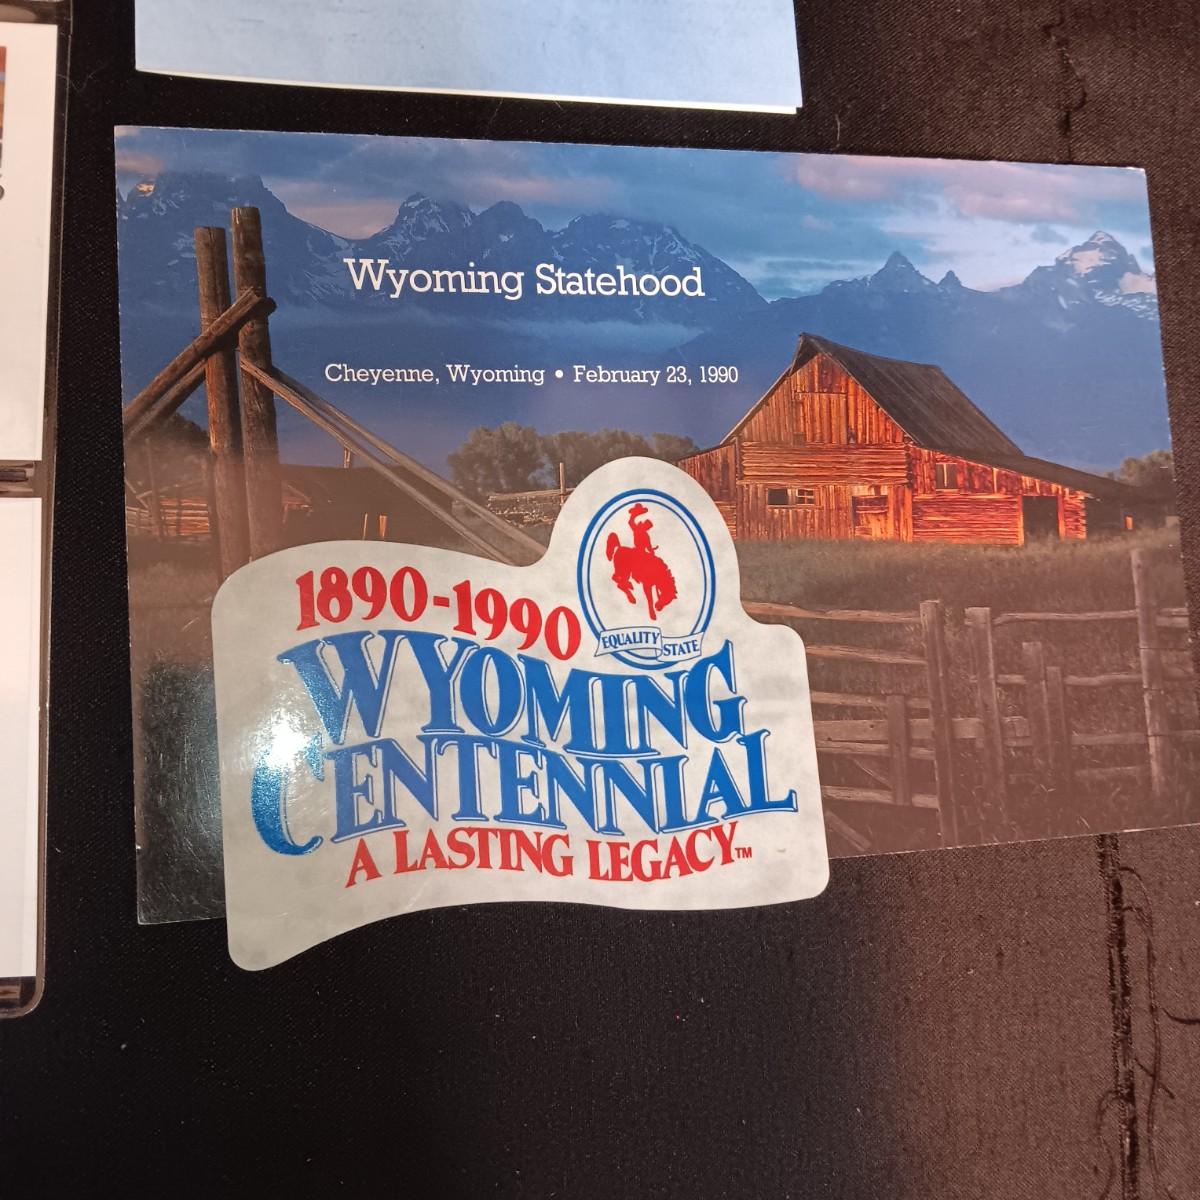 Wyoming Statehood
Cheyenne, Wyoming • February 23, 1990
1890-1990
EQUALITY STATE
WYOMING
CENTENNIAL
A LASTING LEGACY™